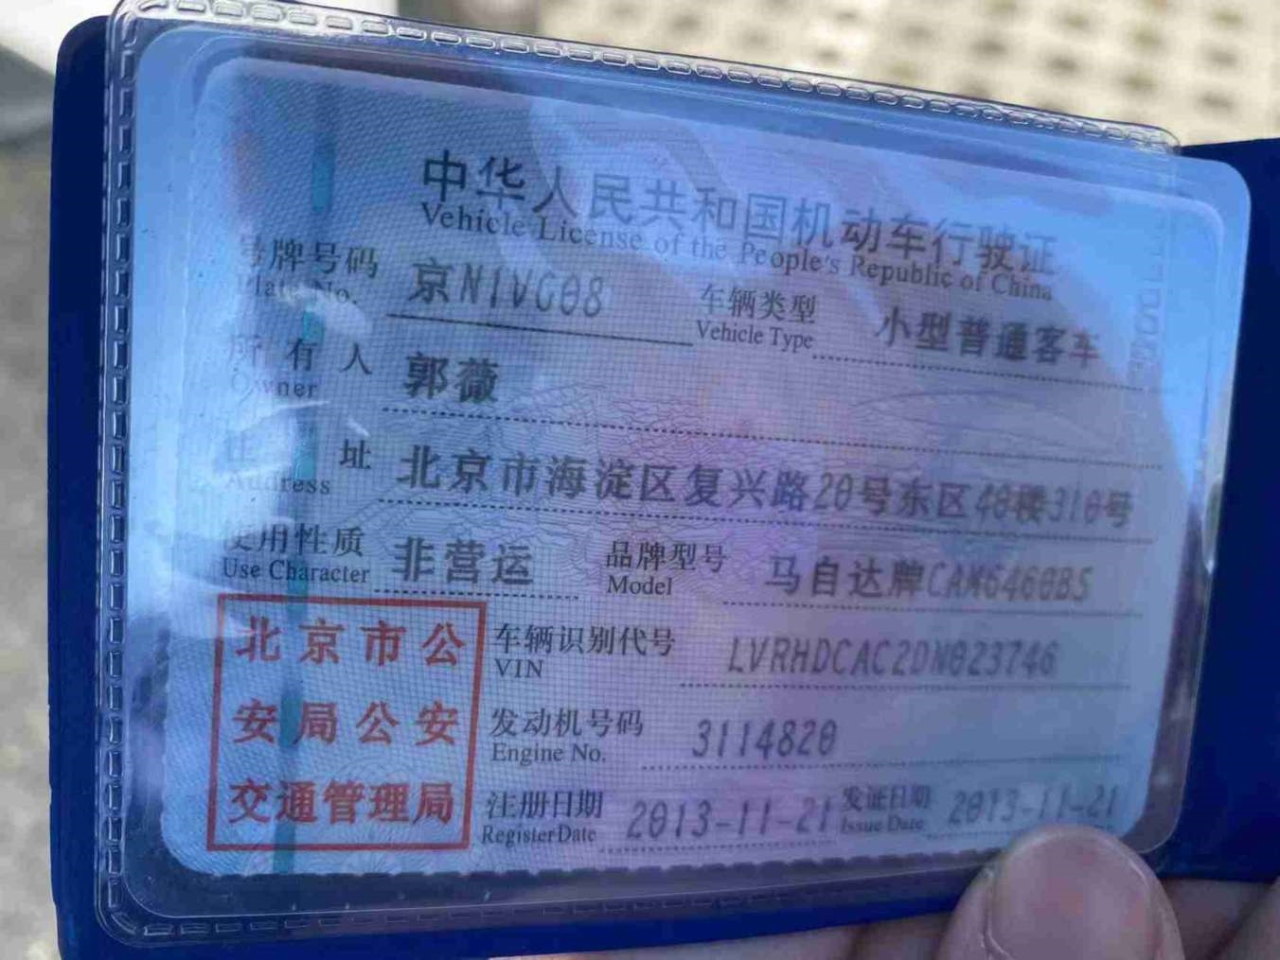 中华人民共和国机动车行驶证
Vehicle License of the People's Republic of China
号牌号码 京N1VG08 车辆类型 小型普通客车
Plate No. Vehicle Type
所有人 郭薇
Owner
住址 北京市海淀区复兴路20号东区40楼310号
Address
使用性质 非营运 品牌型号 马自达牌CAM6460B5
Use Character Model
北京市公
安局公安
交通管理局
车辆识别代号 LVRHDCAC2DN023746
VIN
发动机号码 3114820
Engine No.
注册日期 2013-11-21 发证日期 2013-11-21
Register Date Issue Date